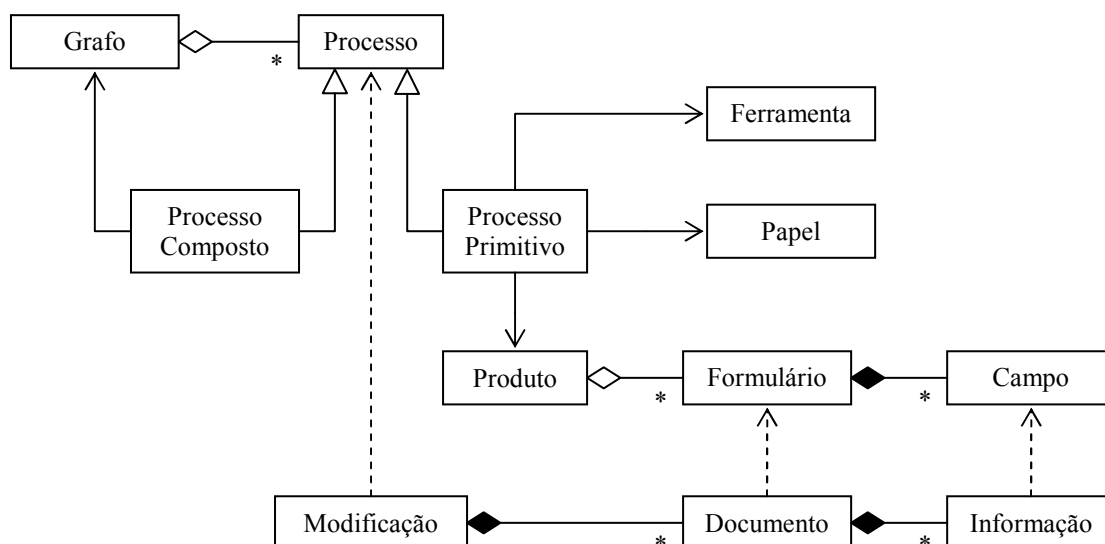 Grafo
Processo
*
Ferramenta
Processo
Composto
Processo
Primitivo
Papel
Produto
Formulário
Campo
*
*
Modificação
Documento
Informação
*
*